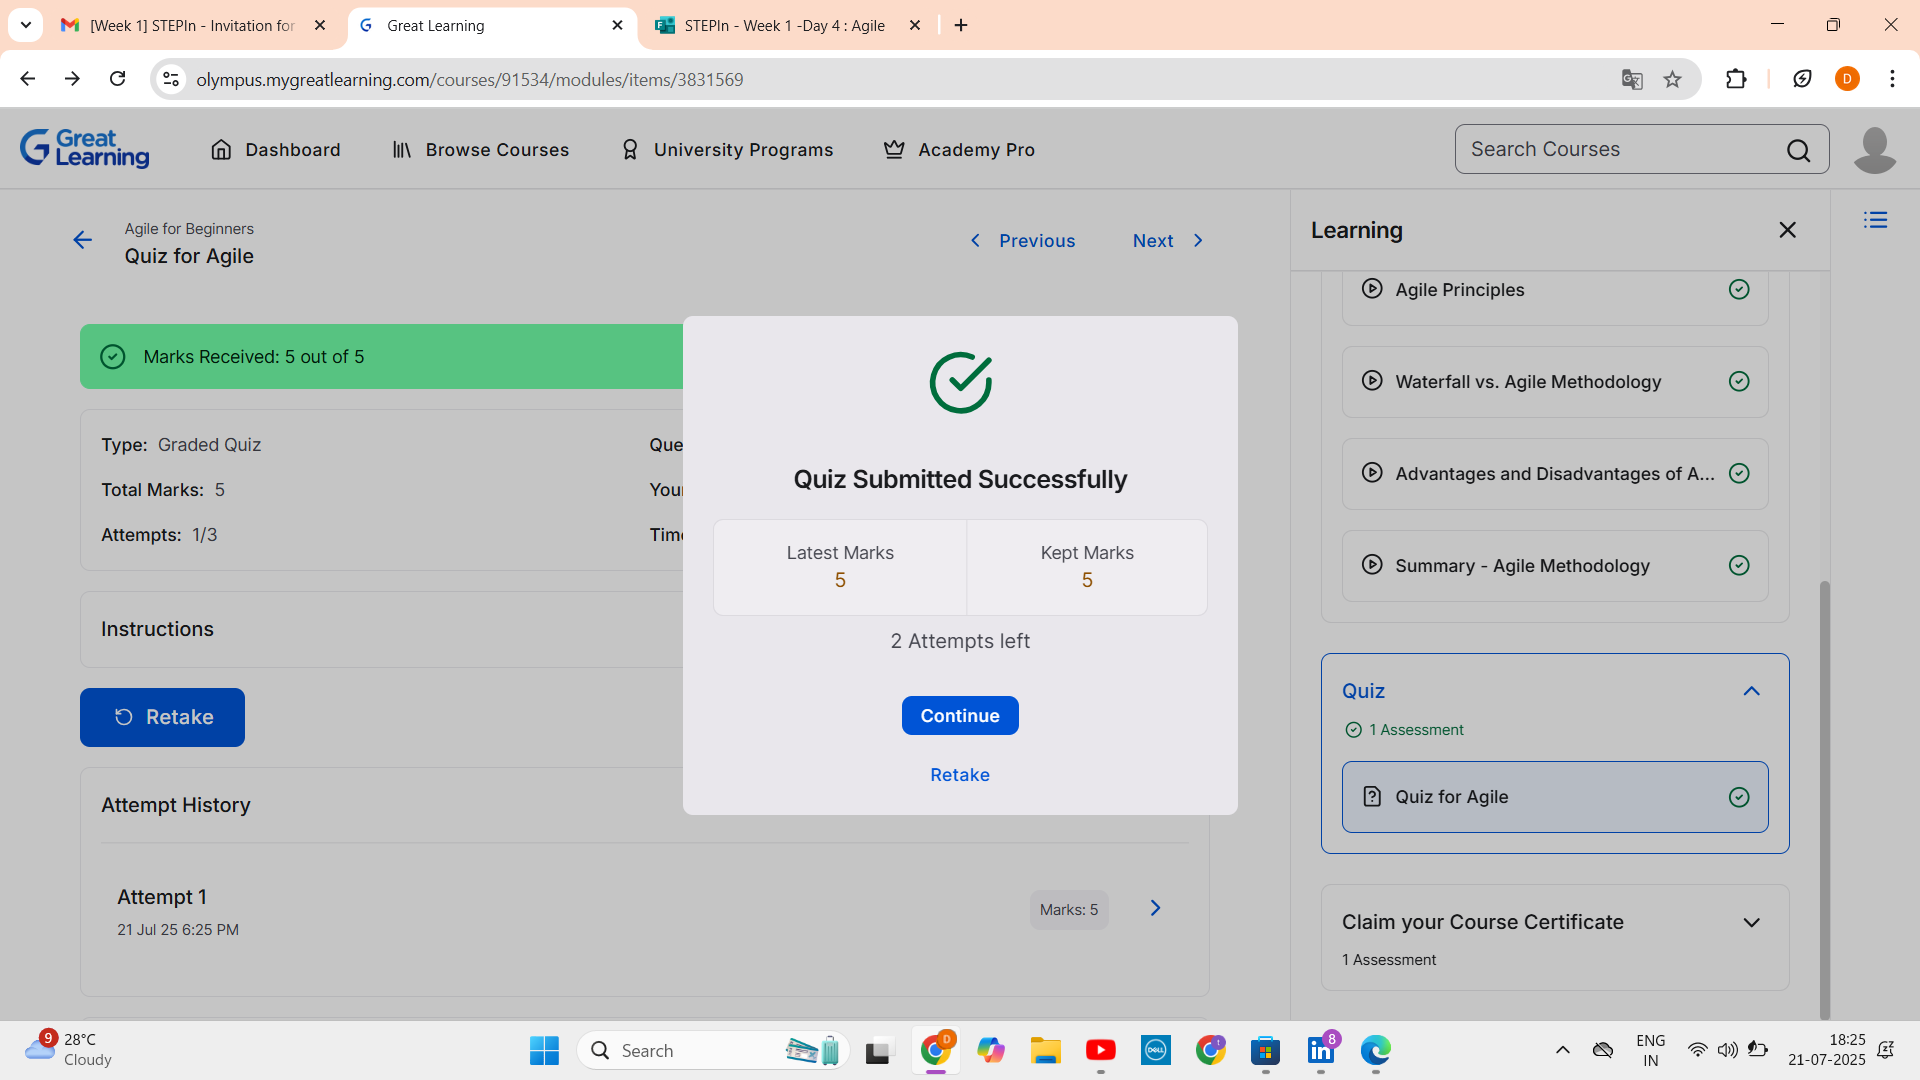 [Week 1] STEPIn - Invitation for
Great Learning
STEPIn - Week 1 -Day 4 : Agile
olympus.mygreatlearning.com/courses/91534/modules/items/3831569
D
Great
Learning
Dashboard
Browse Courses
University Programs
Academy Pro
Search Courses
Agile for Beginners
Quiz for Agile
Previous
Next
Marks Received: 5 out of 5
Type: Graded Quiz
Que
Total Marks: 5
You
Attempts: 1/3
Time
Instructions
Retake
Attempt History
Attempt 1
21 Jul 25 6:25 PM
Marks: 5
Quiz Submitted Successfully
Latest Marks
5
Kept Marks
5
2 Attempts left
Continue
Retake
Learning
Agile Principles
Waterfall vs. Agile Methodology
Advantages and Disadvantages of A...
Summary - Agile Methodology
Quiz
1 Assessment
Quiz for Agile
Claim your Course Certificate
1 Assessment
9
28°C
Cloudy
Search
D
DELL
8
ENG
IN
18:25
21-07-2025